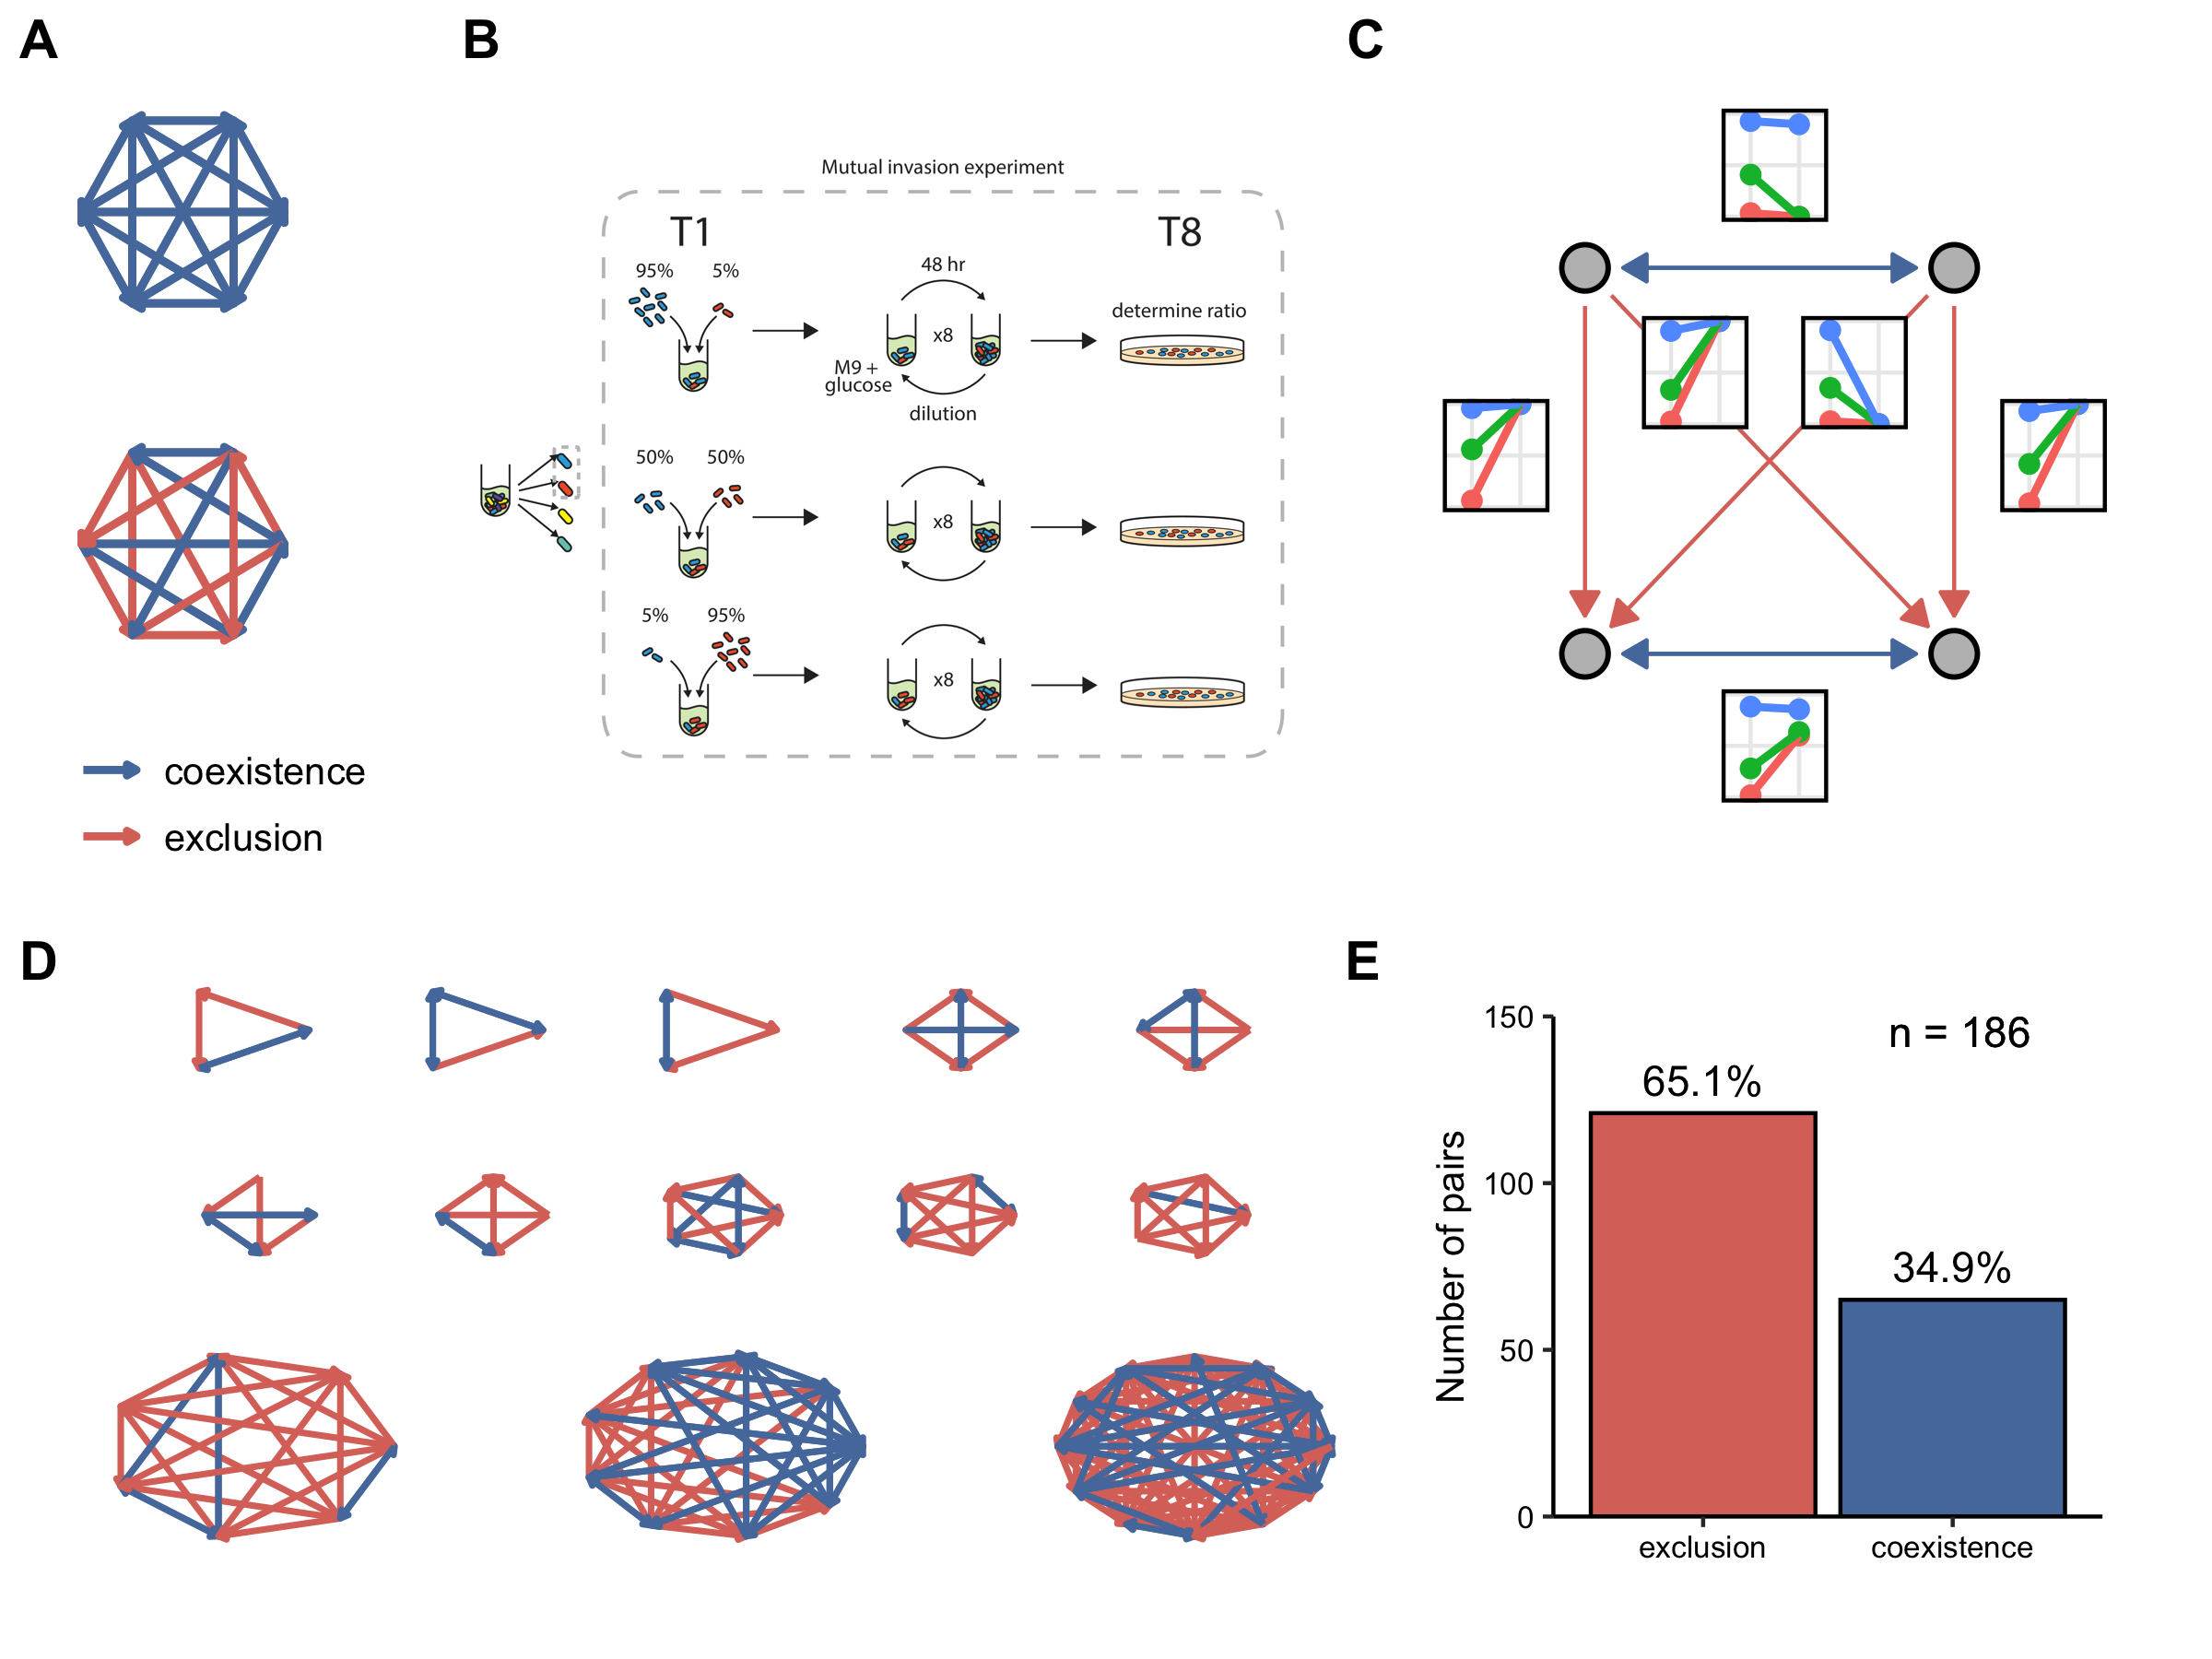 A
coexistence
exclusion
B
Mutual invasion experiment
T1
T8
95%
5%
48 hr
x8
M9 +
glucose
dilution
determine ratio
50%
50%
x8
5%
95%
x8
C
D
E
n = 186
Number of pairs
150
100
50
0
65.1%
34.9%
exclusion
coexistence